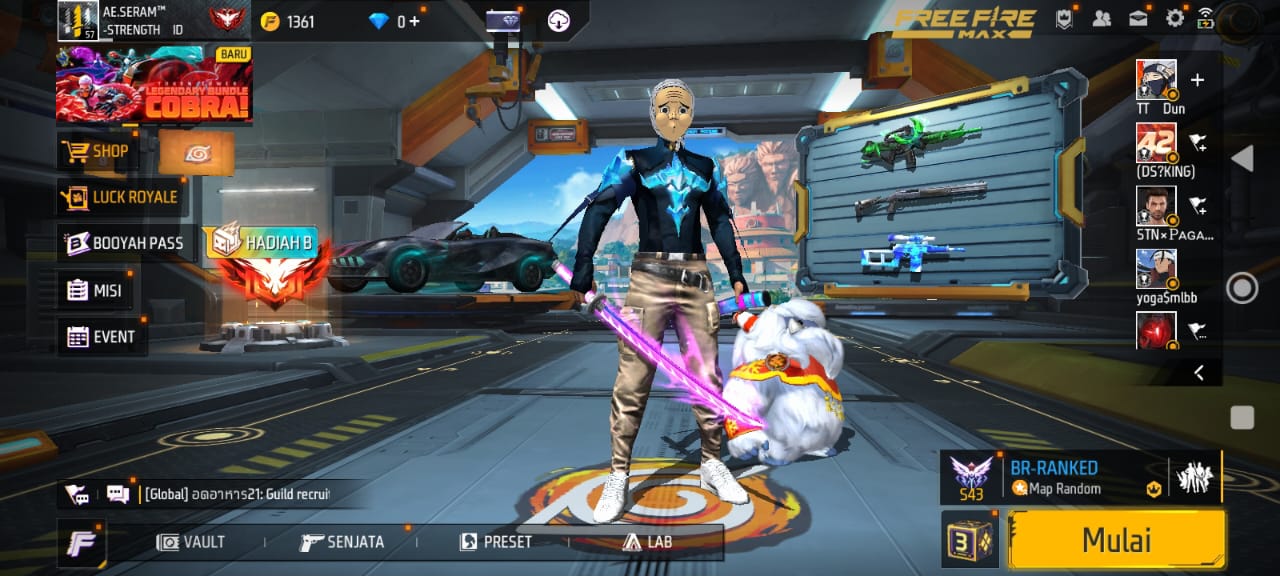 AE.SERAM™
-STRENGTH ID
57
1361
0+
FREE FIRE
MAX
BARU
LEGENDARY BUNDLE
COBRA!
SHOP
LUCK ROYALE
BOOYAH PASS
HADIAH B
MISI
EVENT
TT Dun
A2
(DS?KING)
STN×PAGA...
yoga$mlbb
[Global] อดอาหาร21: Guild recruit
VAULT
SENJATA
PRESET
LAB
S43
BR-RANKED
Map Random
3
Mulai